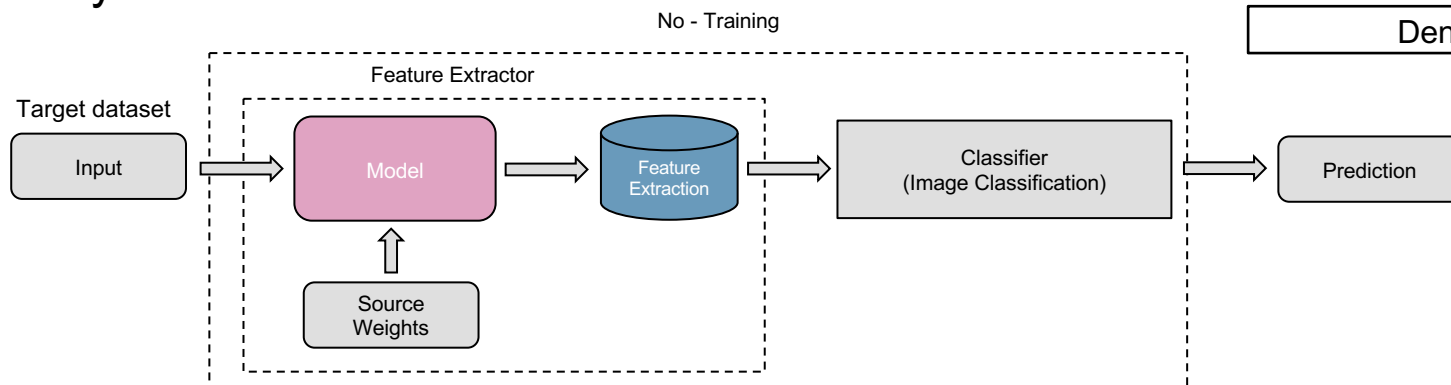 No - Training
Feature Extractor
Target dataset
Input
Model
Feature
Extraction
Classifier
(Image Classification)
Prediction
Source
Weights